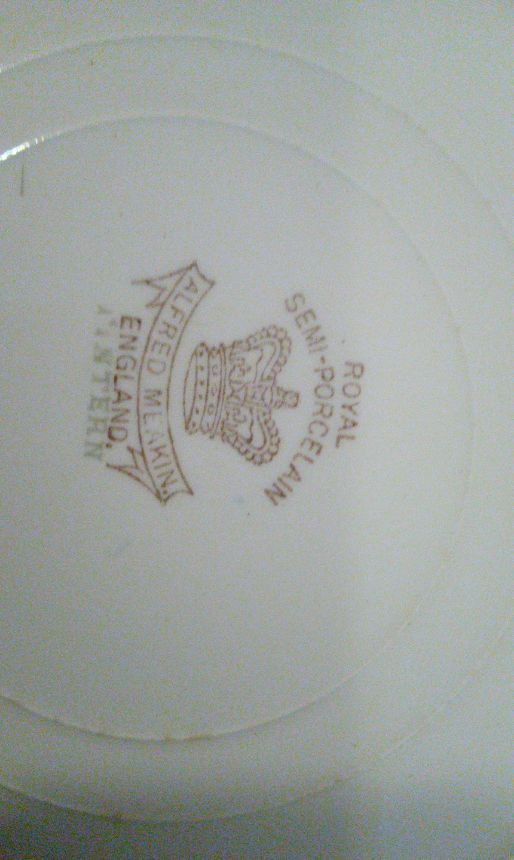 ROYAL
SEMI-PORCELAIN
ALFRED MEAKIN
ENGLAND.